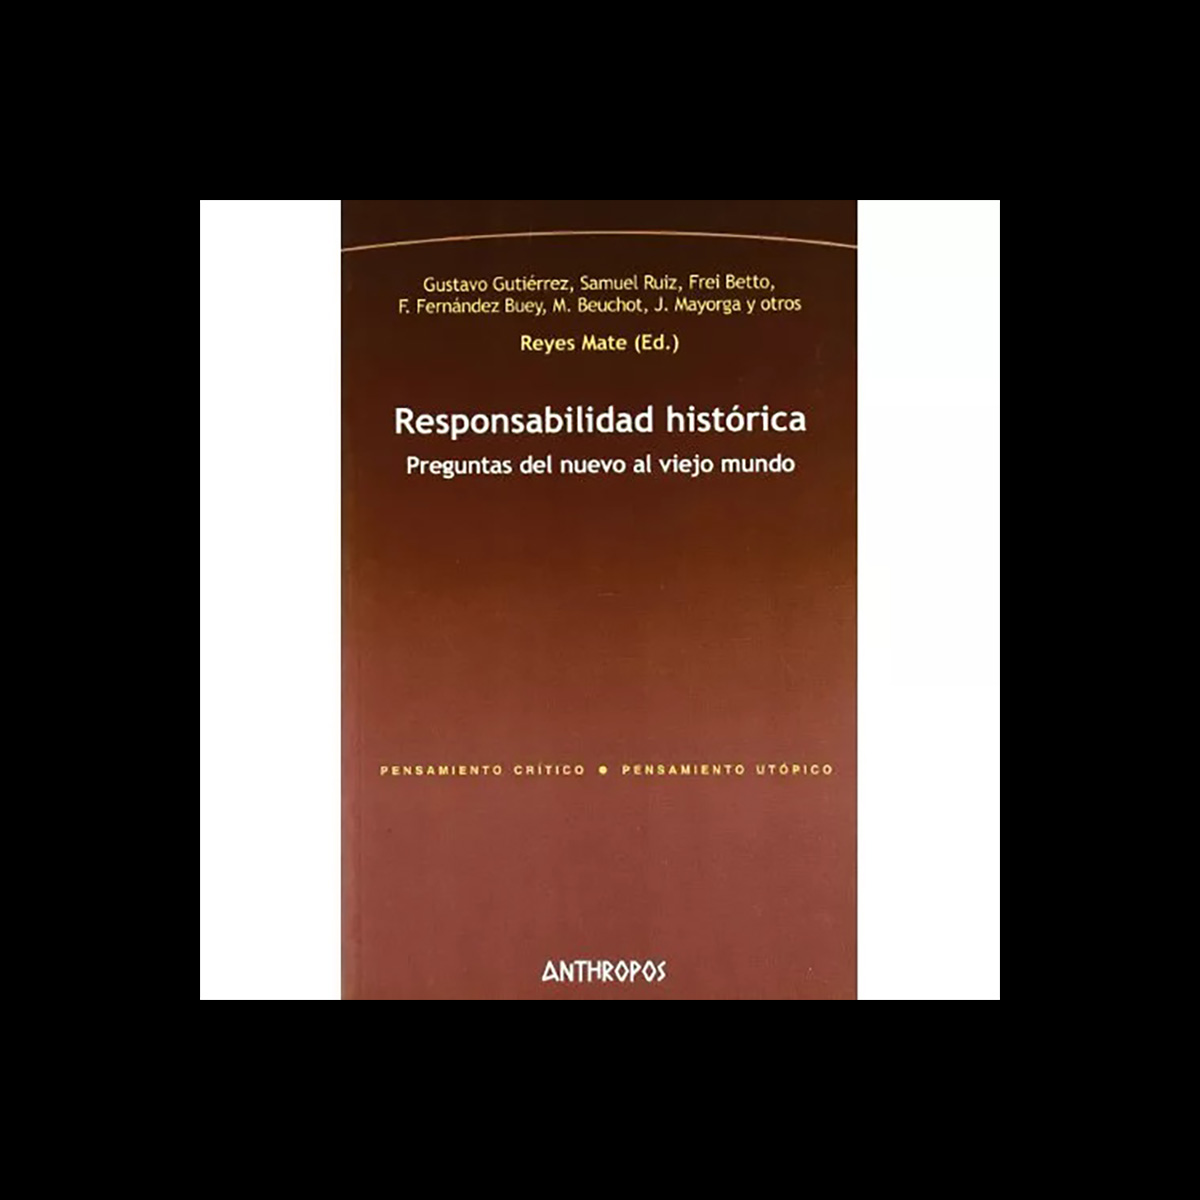 Gustavo Gutiérrez, Samuel Ruiz, Frei Betto,
F. Fernández Buey, M. Beuchot, J. Mayorga y otros
Reyes Mate (Ed.)
Responsabilidad histórica
Preguntas del nuevo al viejo mundo
PENSAMIENTO CRÍTICO • PENSAMIENTO UTÓPICO
ANTHROPOS